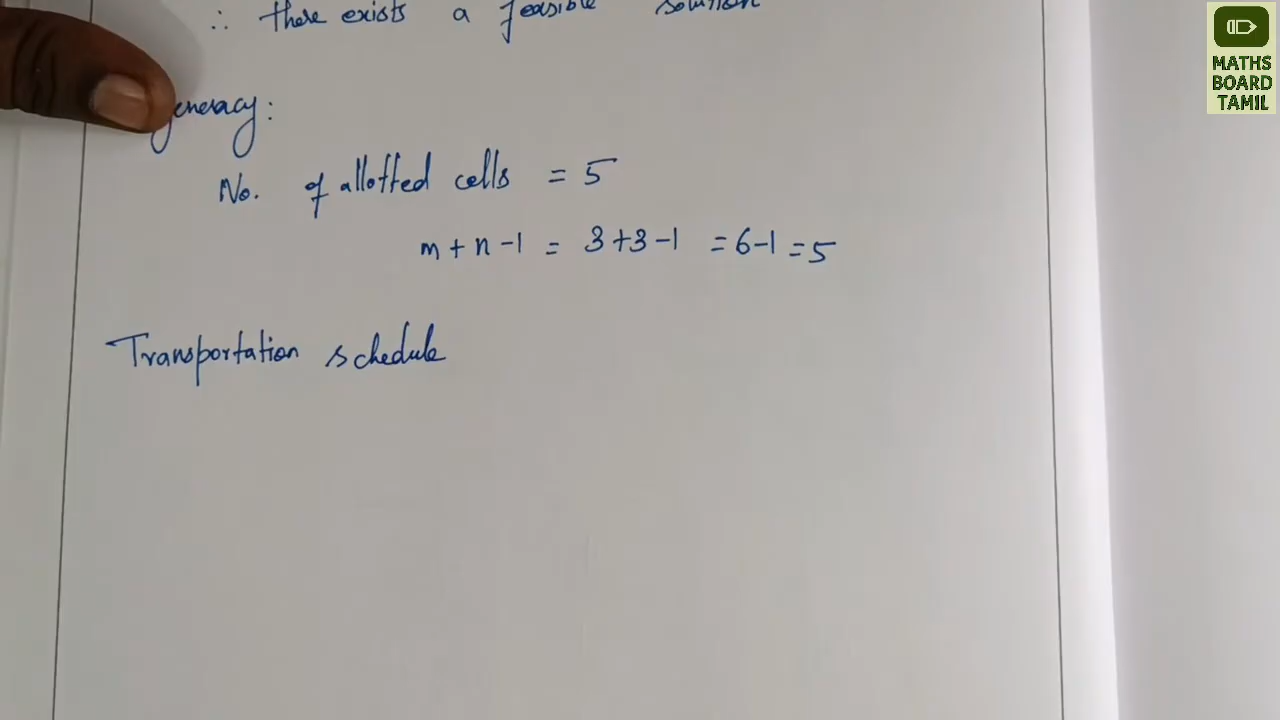 ∴ there exists a feasible solution
MATHS
BOARD
TAMIL
generacy:
No. of allotted cells = 5
m + n - 1 = 3 + 3 - 1 = 6 - 1 = 5
Transportation schedule